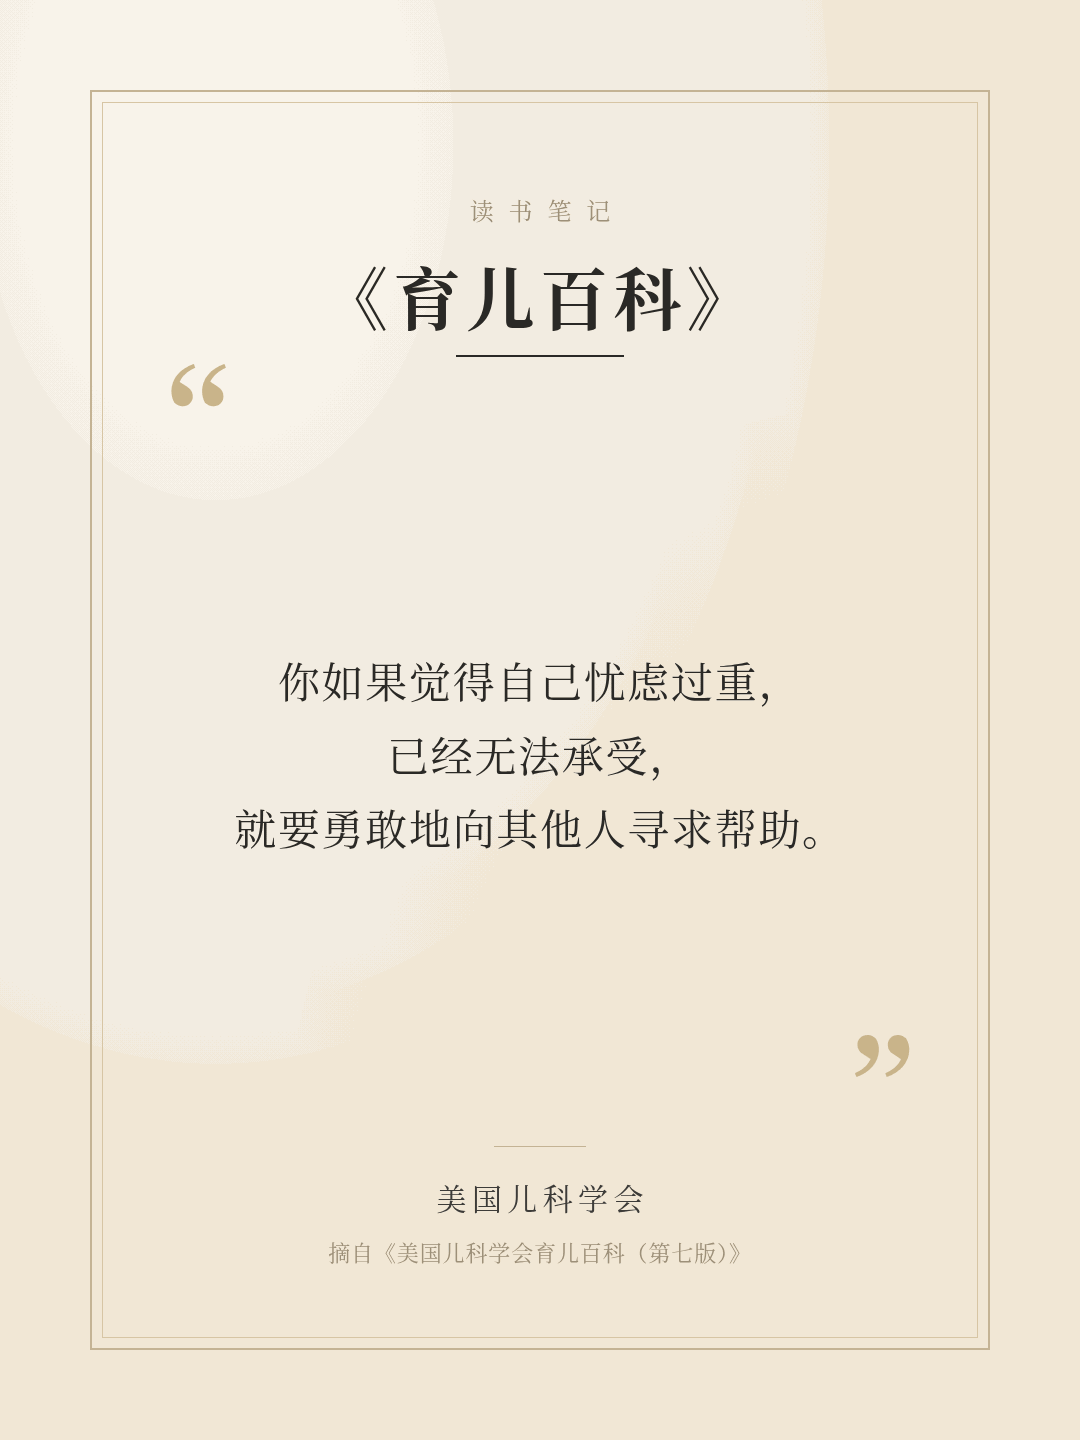 读书笔记
《育儿百科》
“
你如果觉得自己忧虑过重，
已经无法承受，
就要勇敢地向其他人寻求帮助。
”
美国儿科学会
摘自《美国儿科学会育儿百科（第七版）》